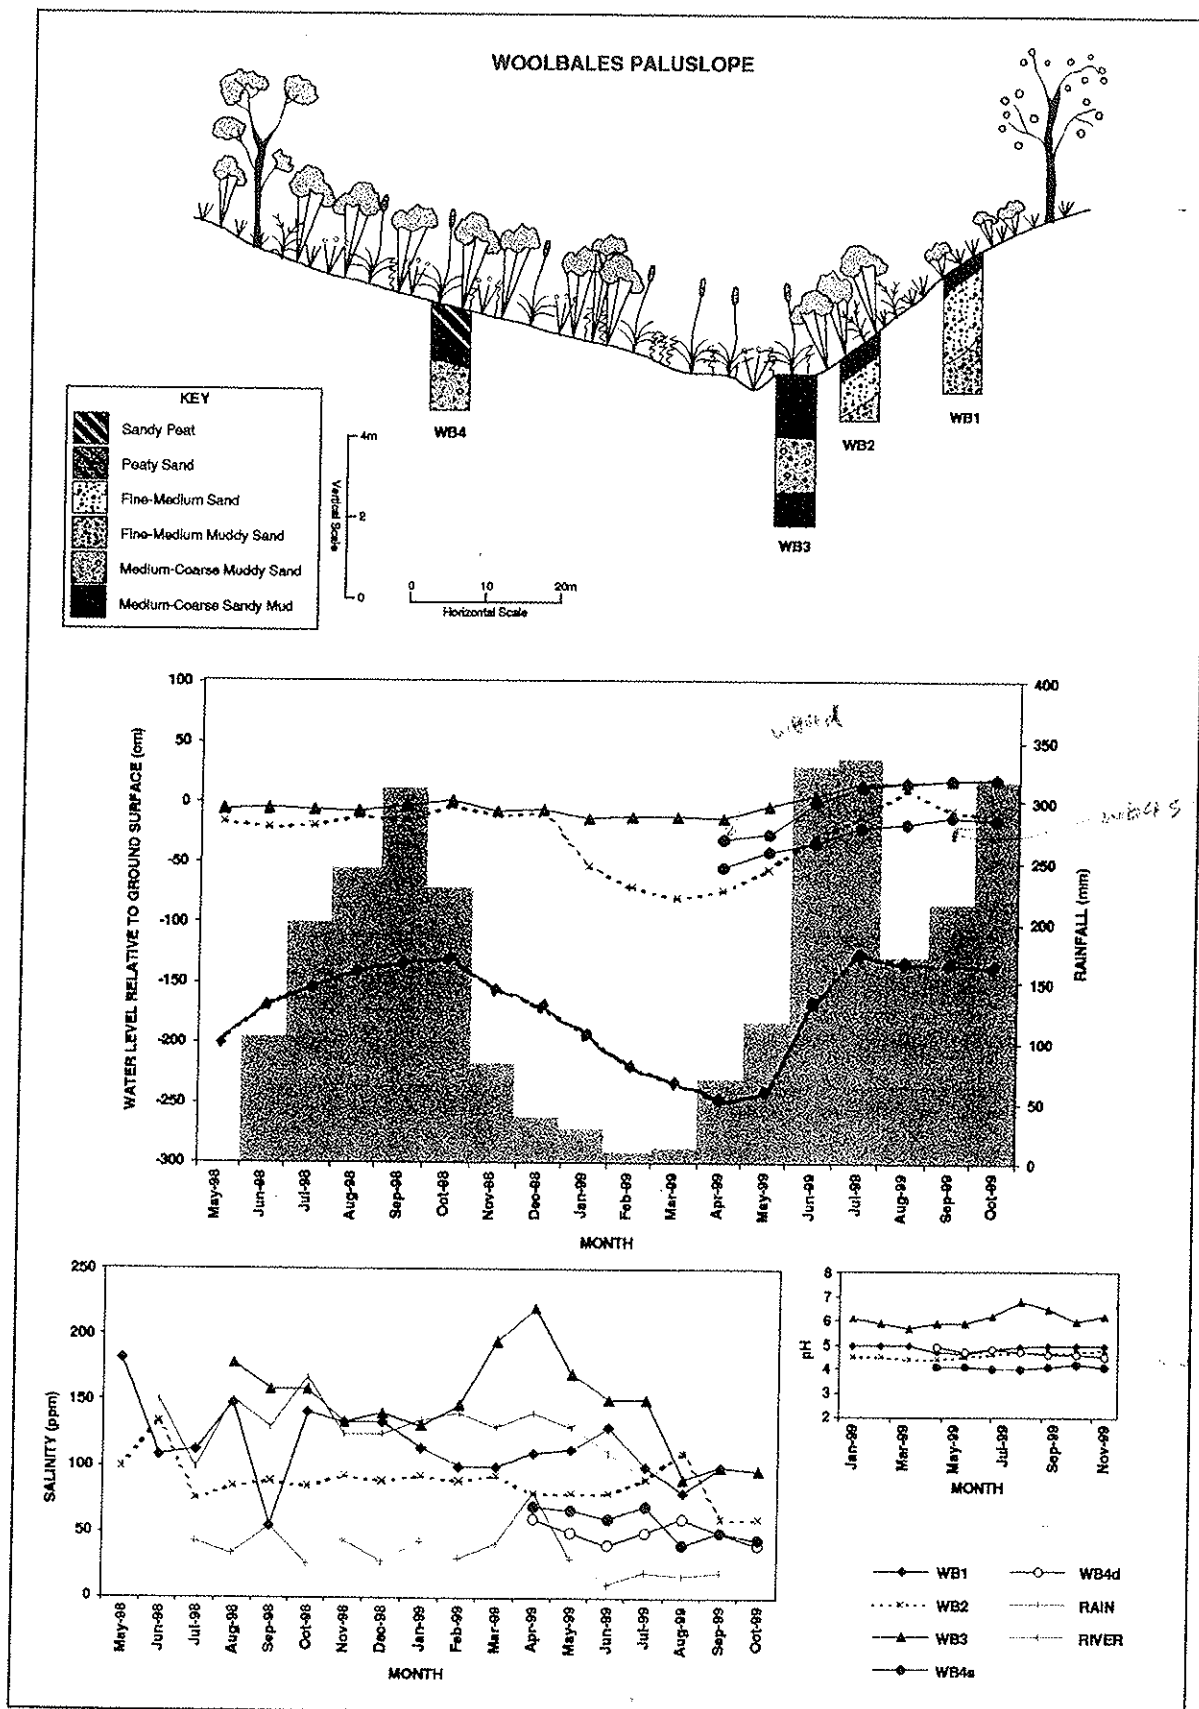 WOOLBALES PALUSLOPE
WB4
WB3
WB2
WB1
KEY
Sandy Peat
Peaty Sand
Fine-Medium Sand
Fine-Medium Muddy Sand
Medium-Coarse Muddy Sand
Medium-Coarse Sandy Mud
4m
2
0
Vertical Scale
0 10 20m
Horizontal Scale
WATER LEVEL RELATIVE TO GROUND SURFACE (cm)
100
50
0
-50
-100
-150
-200
-250
-300
400
350
300
250
200
150
100
50
0
RAINFALL (mm)
WB4d
WB4s
May-98 Jun-98 Jul-98 Aug-98 Sep-98 Oct-98 Nov-98 Dec-98 Jan-99 Feb-99 Mar-99 Apr-99 May-99 Jun-99 Jul-99 Aug-99 Sep-99 Oct-99
MONTH
SALINITY (ppm)
250
200
150
100
50
0
May-98 Jun-98 Jul-98 Aug-98 Sep-98 Oct-98 Nov-98 Dec-98 Jan-99 Feb-99 Mar-99 Apr-99 May-99 Jun-99 Jul-99 Aug-99 Sep-99 Oct-99
MONTH
pH
8
7
6
5
4
3
2
Jan-99 Mar-99 May-99 Jul-99 Sep-99 Nov-99
MONTH
WB1 WB4d
WB2 RAIN
WB3 RIVER
WB4s